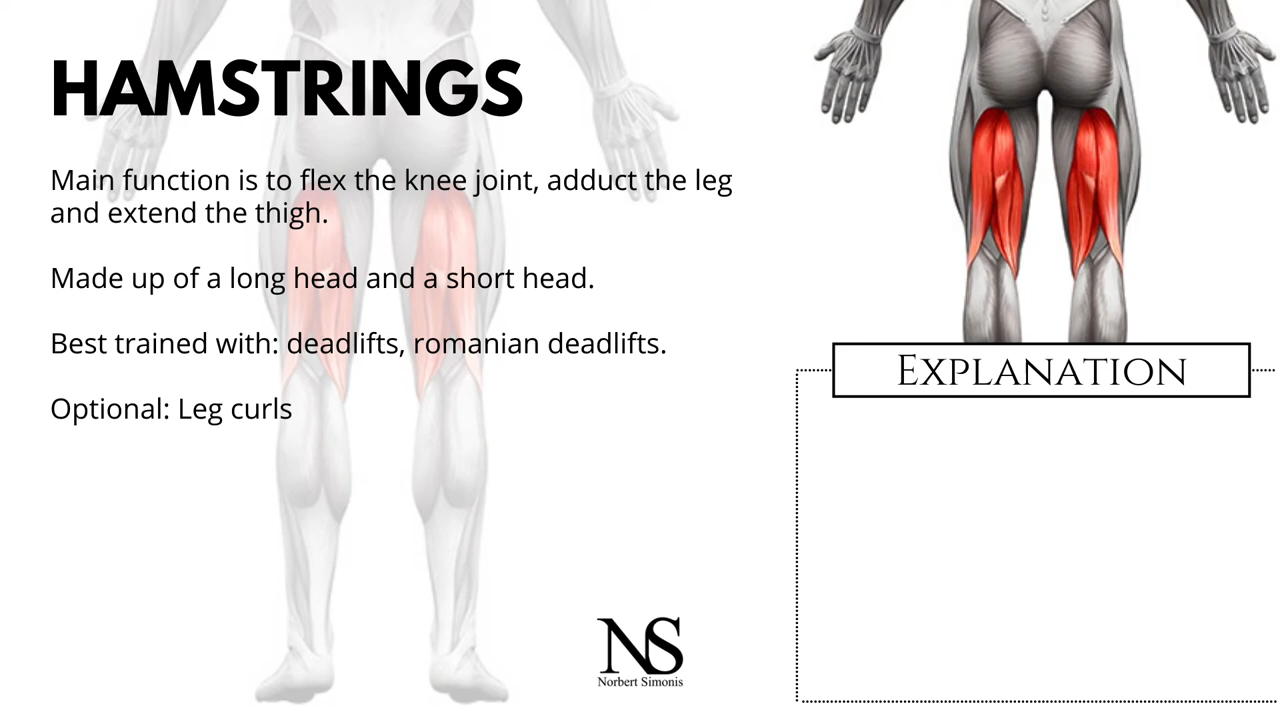 HAMSTRINGS
Main function is to flex the knee joint, adduct the leg
and extend the thigh.
Made up of a long head and a short head.
Best trained with: deadlifts, romanian deadlifts.
Optional: Leg curls
EXPLANATION
NS
Norbert Simonis